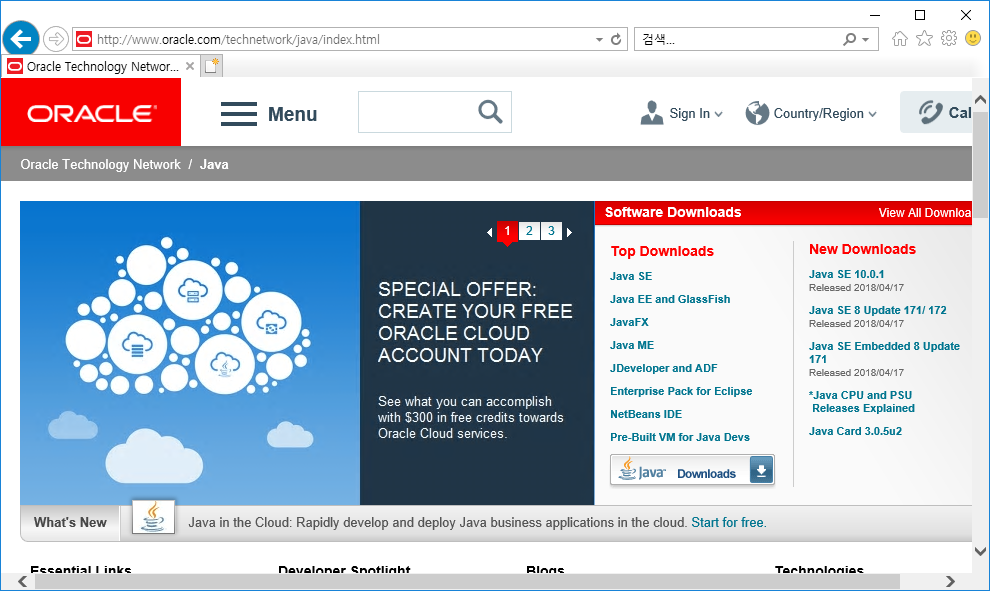 http://www.oracle.com/technetwork/java/index.html
검색...
Oracle Technology Networ...
ORACLE
Menu
Sign In
Country/Region
Cal
Oracle Technology Network / Java
1 2 3
SPECIAL OFFER:
CREATE YOUR FREE
ORACLE CLOUD
ACCOUNT TODAY
See what you can accomplish
with $300 in free credits towards
Oracle Cloud services.
Software Downloads
View All Downloa
Top Downloads
Java SE
Java EE and GlassFish
JavaFX
Java ME
JDeveloper and ADF
Enterprise Pack for Eclipse
NetBeans IDE
Pre-Built VM for Java Devs
Java Downloads
New Downloads
Java SE 10.0.1
Released 2018/04/17
Java SE 8 Update 171/ 172
Released 2018/04/17
Java SE Embedded 8 Update
171
Released 2018/04/17
*Java CPU and PSU
Releases Explained
Java Card 3.0.5u2
What's New
Java in the Cloud: Rapidly develop and deploy Java business applications in the cloud. Start for free.
Essential Links
Developer Spotlight
Blogs
Technologies